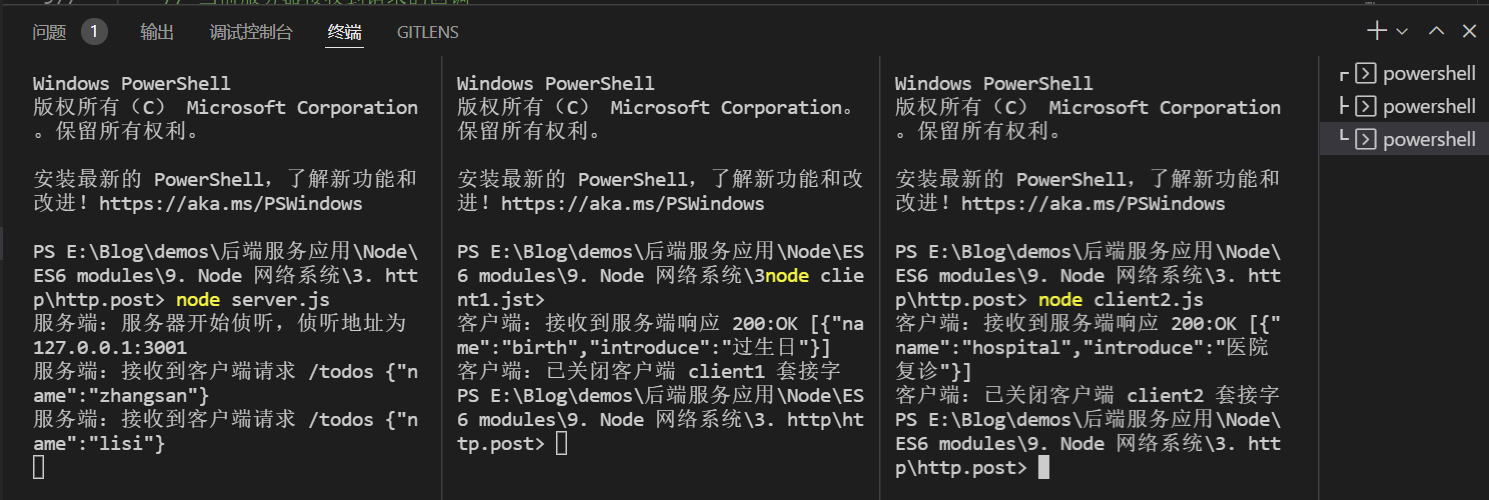 问题 1 输出 调试控制台 终端 GITLENS
Windows PowerShell
版权所有（C） Microsoft Corporation
。保留所有权利。
安装最新的 PowerShell，了解新功能和
改进！https://aka.ms/PSWindows
PS E:\Blog\demos\后端服务应用\Node\
ES6 modules\9. Node 网络系统\3. htt
p\http.post> node server.js
服务端：服务器开始侦听，侦听地址为
127.0.0.1:3001
服务端：接收到客户端请求 /todos {"n
ame":"zhangsan"}
服务端：接收到客户端请求 /todos {"n
ame":"lisi"}
Windows PowerShell
版权所有（C） Microsoft Corporation。
保留所有权利。
安装最新的 PowerShell，了解新功能和改
进！https://aka.ms/PSWindows
PS E:\Blog\demos\后端服务应用\Node\ES
6 modules\9. Node 网络系统\3node clie
nt1.jst>
客户端：接收到服务端响应 200:OK [{"na
me":"birth","introduce":"过生日"}]
客户端：已关闭客户端 client1 套接字
PS E:\Blog\demos\后端服务应用\Node\ES
6 modules\9. Node 网络系统\3. http\ht
tp.post>
Windows PowerShell
版权所有（C） Microsoft Corporation
。保留所有权利。
安装最新的 PowerShell，了解新功能和
改进！https://aka.ms/PSWindows
PS E:\Blog\demos\后端服务应用\Node\
ES6 modules\9. Node 网络系统\3. htt
p\http.post> node client2.js
客户端：接收到服务端响应 200:OK [{"
name":"hospital","introduce":"医院
复诊"}]
客户端：已关闭客户端 client2 套接字
PS E:\Blog\demos\后端服务应用\Node\
ES6 modules\9. Node 网络系统\3. htt
p\http.post>
powershell
powershell
powershell